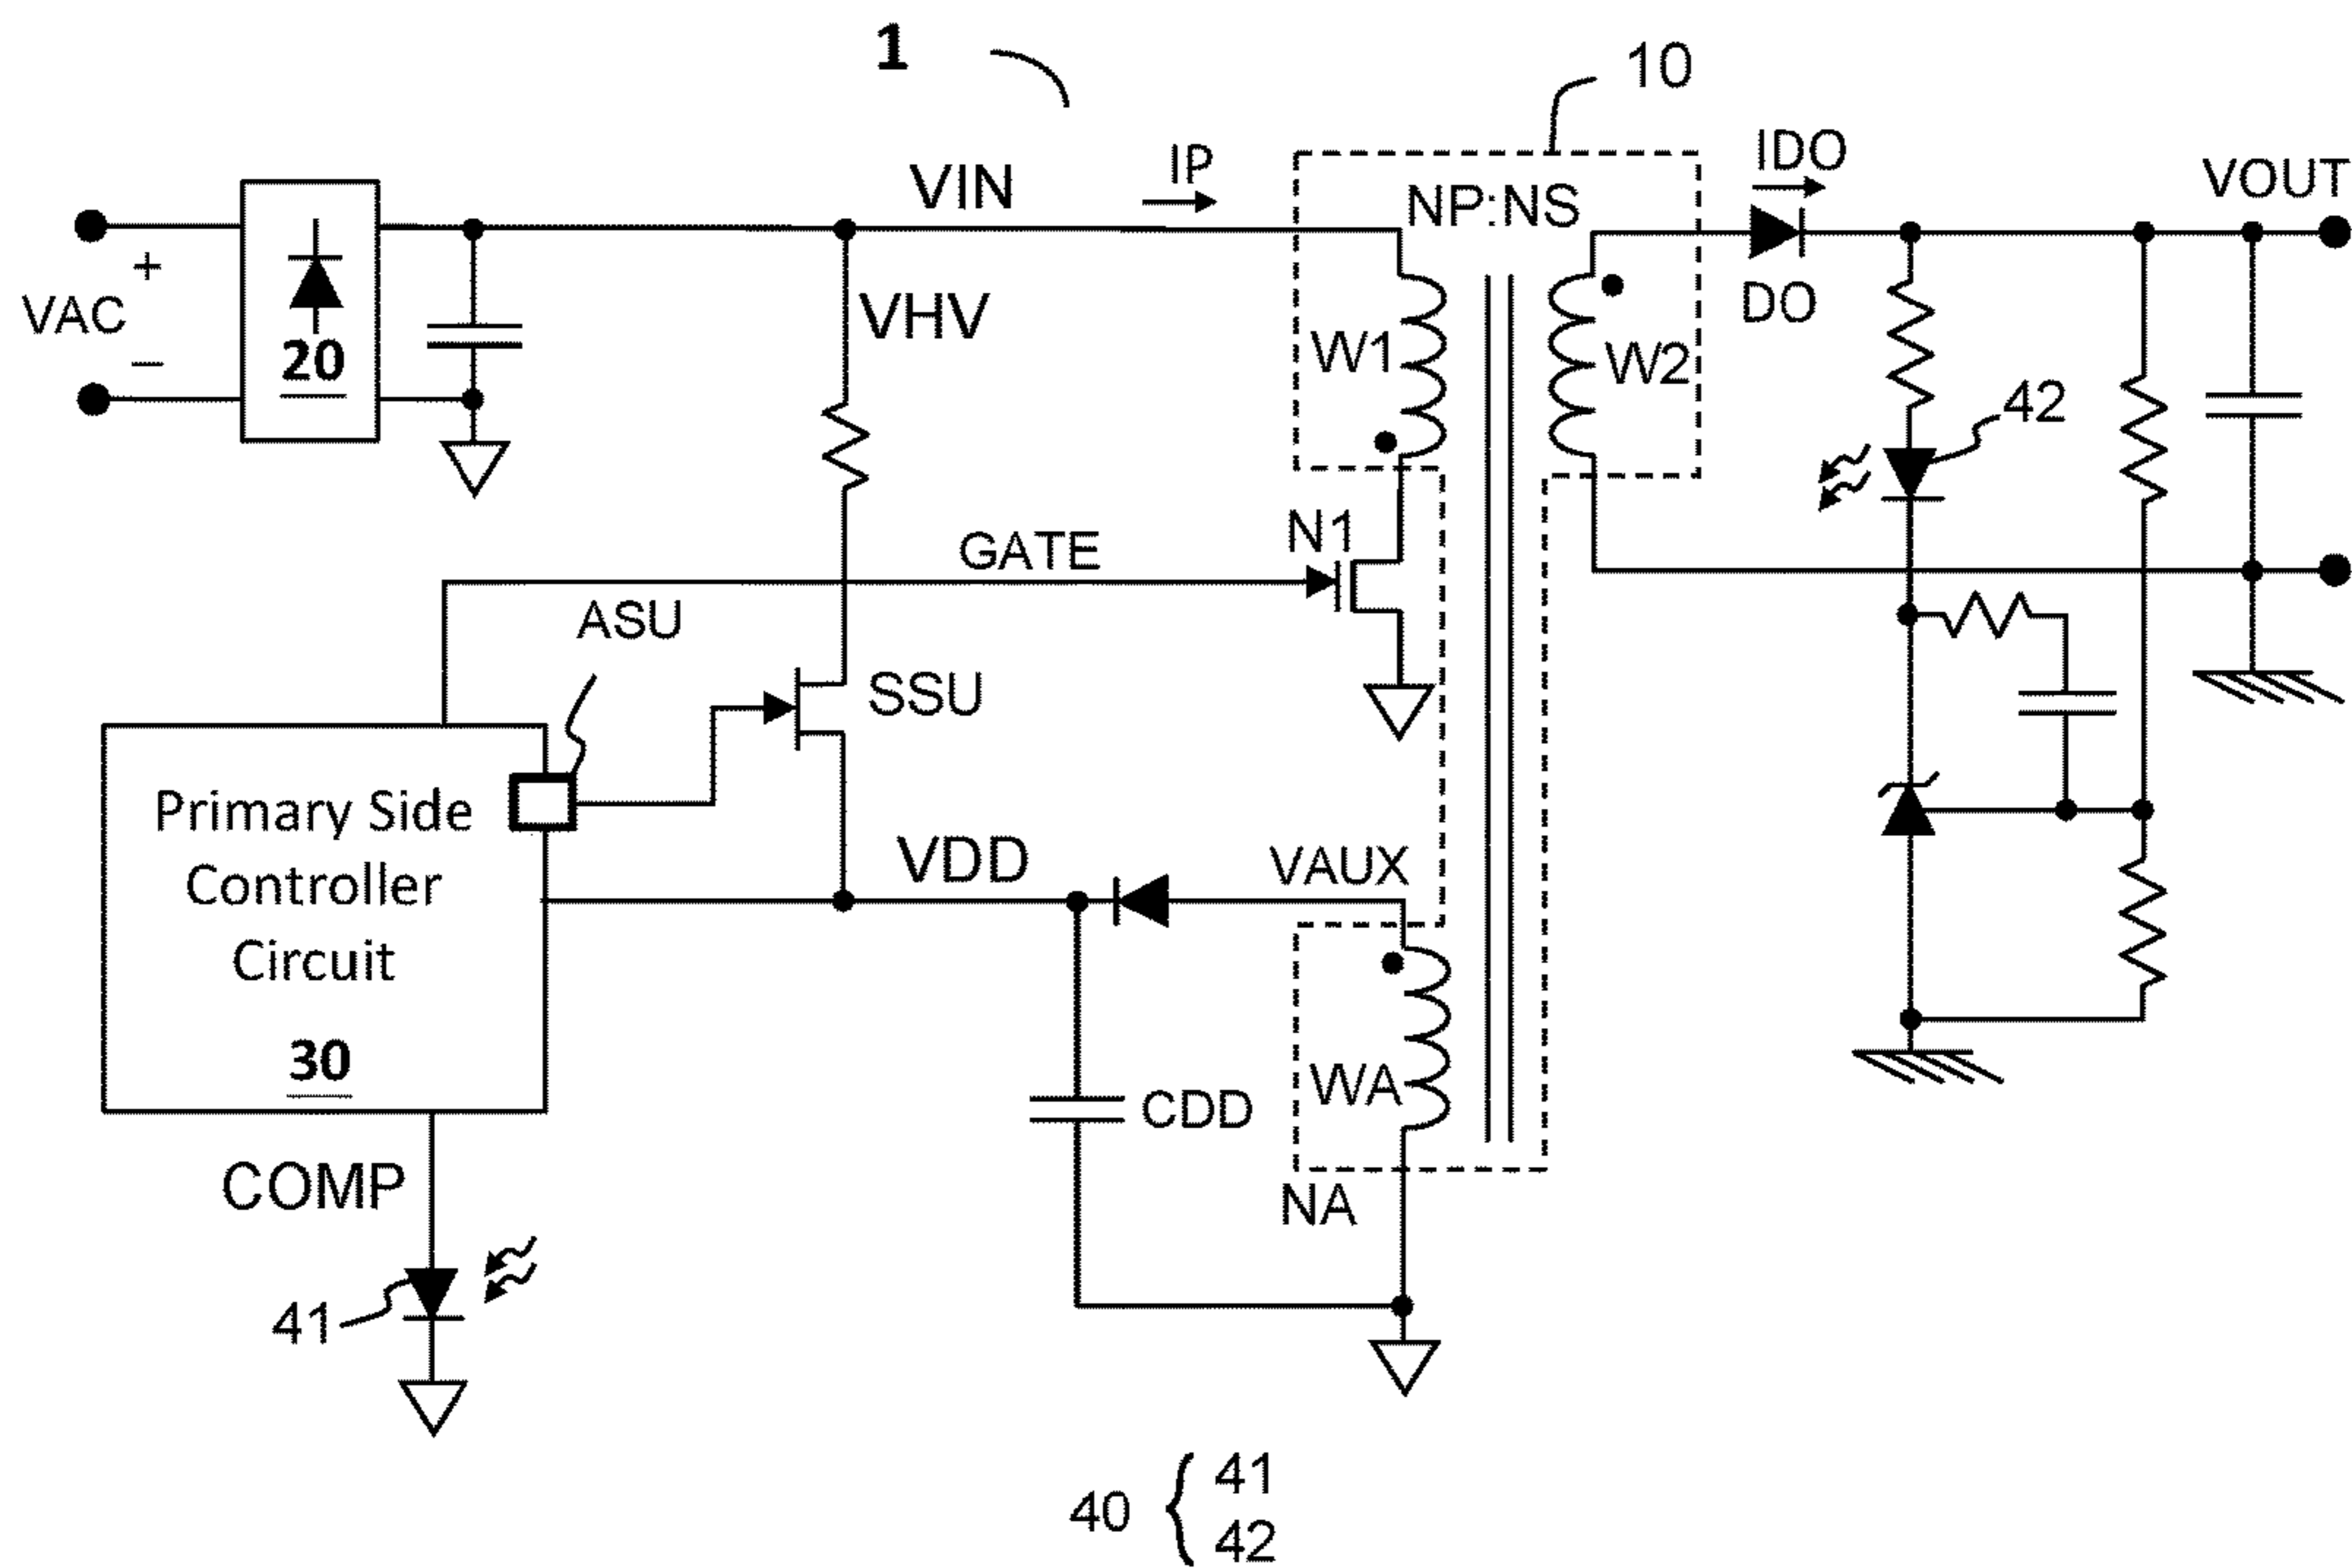 1
10
IP
IDO
VOUT
VIN
NP:NS
+
VAC
–
20
VHV
W1
W2
DO
42
GATE
N1
ASU
SSU
Primary Side
Controller
Circuit
30
VDD
VAUX
WA
CDD
NA
COMP
41
40 { 41
42